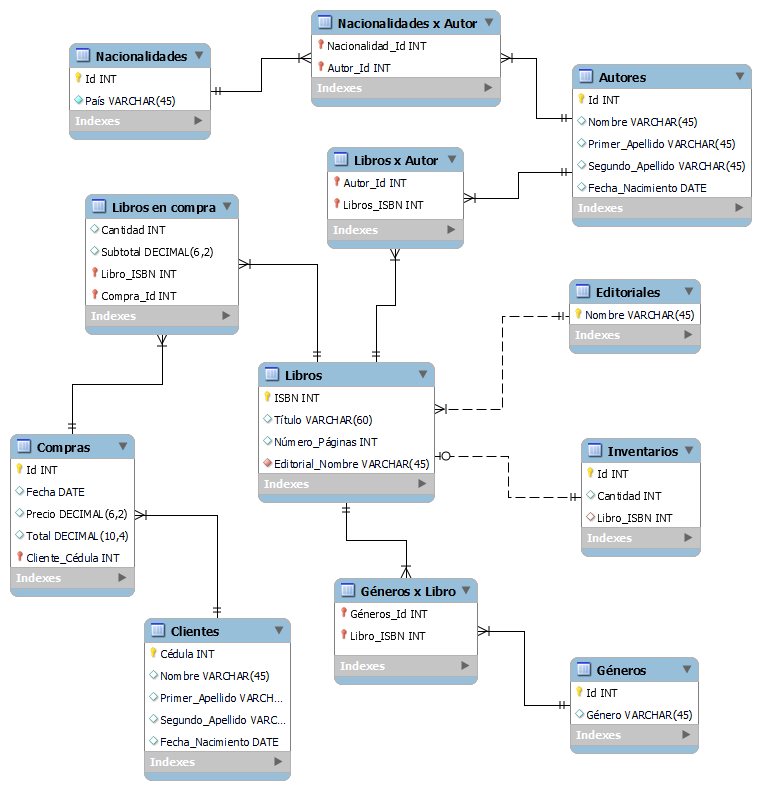 Nacionalidades x Autor
Nacionalidad_Id INT
Autor_Id INT
Indexes
Nacionalidades
Id INT
País VARCHAR(45)
Indexes
Autores
Id INT
Nombre VARCHAR(45)
Primer_Apellido VARCHAR(45)
Segundo_Apellido VARCHAR(45)
Fecha_Nacimiento DATE
Indexes
Libros x Autor
Autor_Id INT
Libros_ISBN INT
Indexes
Libros en compra
Cantidad INT
Subtotal DECIMAL(6,2)
Libro_ISBN INT
Compra_Id INT
Indexes
Editoriales
Nombre VARCHAR(45)
Indexes
Libros
ISBN INT
Título VARCHAR(60)
Número_Páginas INT
Editorial_Nombre VARCHAR(45)
Indexes
Compras
Id INT
Fecha DATE
Precio DECIMAL(6,2)
Total DECIMAL(10,4)
Cliente_Cédula INT
Indexes
Inventarios
Id INT
Cantidad INT
Libro_ISBN INT
Indexes
Géneros x Libro
Géneros_Id INT
Libro_ISBN INT
Indexes
Clientes
Cédula INT
Nombre VARCHAR(45)
Primer_Apellido VARCH...
Segundo_Apellido VARC...
Fecha_Nacimiento DATE
Indexes
Géneros
Id INT
Género VARCHAR(45)
Indexes